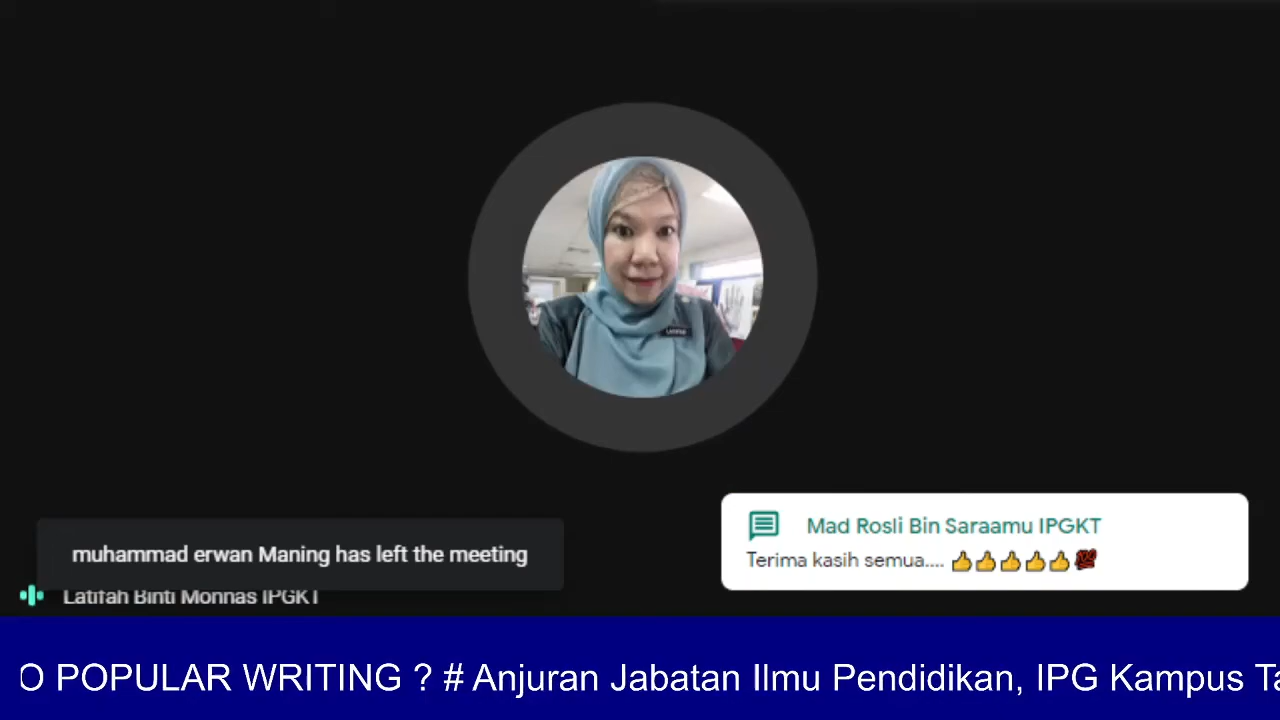 Mad Rosli Bin Saraamu IPGKT
Terima kasih semua.... 👍👍👍👍👍💯
muhammad erwan Maning has left the meeting
Latifah Binti IPGKT
O POPULAR WRITING ? # Anjuran Jabatan Ilmu Pendidikan, IPG Kampus Ta